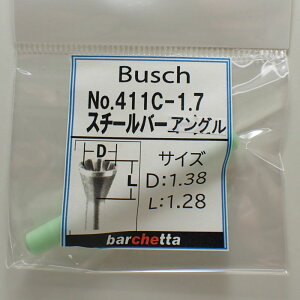 Busch
No.411C-1.7
スチールバーアングル
D
L
サイズ
D:1.38
L:1.28
barchetta